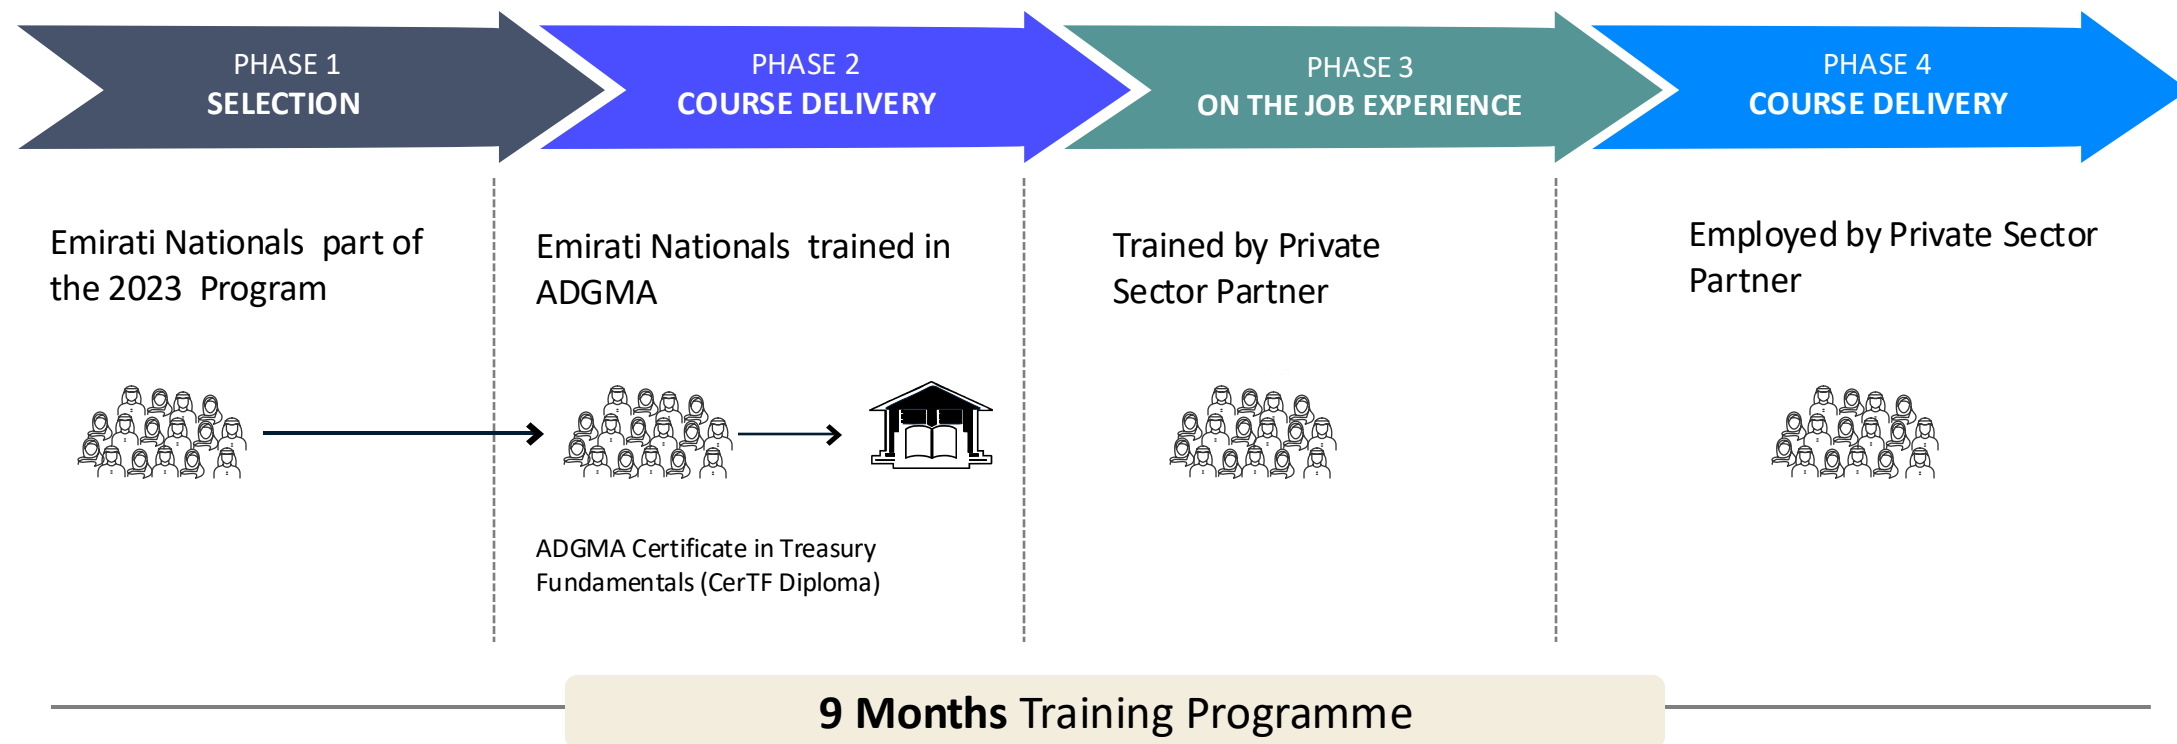 PHASE 1
SELECTION
PHASE 2
COURSE DELIVERY
PHASE 3
ON THE JOB EXPERIENCE
PHASE 4
COURSE DELIVERY
Emirati Nationals part of
the 2023 Program
Emirati Nationals trained in
ADGMA
ADGMA Certificate in Treasury
Fundamentals (CerTF Diploma)
Trained by Private
Sector Partner
Employed by Private Sector
Partner
9 Months Training Programme